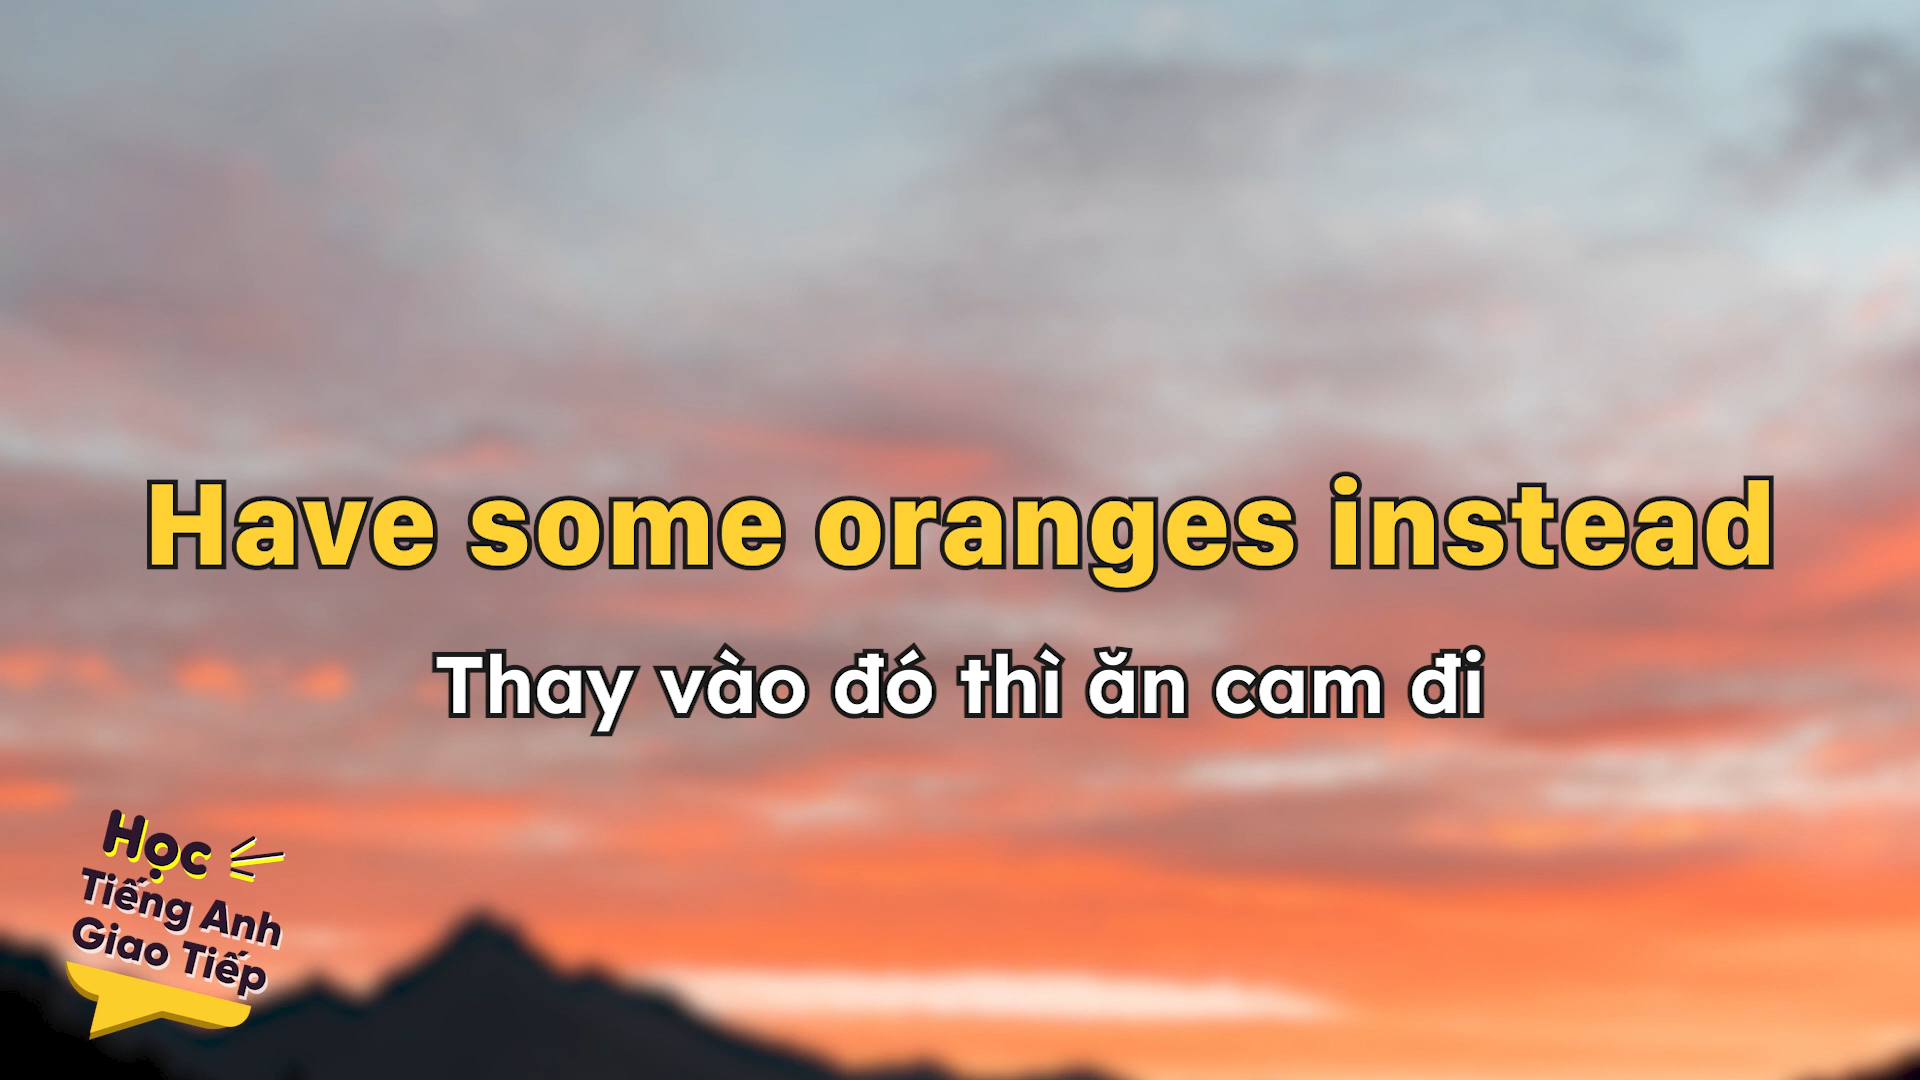 Have some oranges instead
Thay vào đó thì ăn cam đi
Học
Tiếng Anh
Giao Tiếp